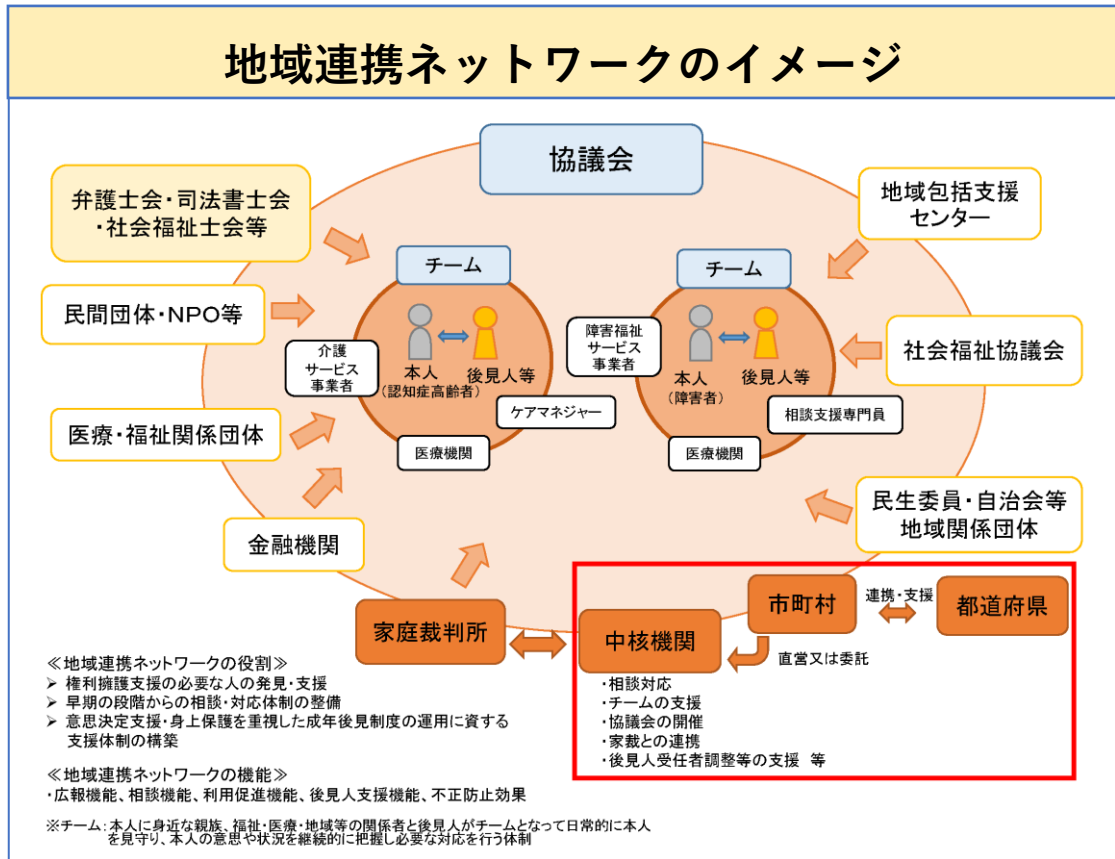 地域連携ネットワークのイメージ
協議会
弁護士会・司法書士会
・社会福祉士会等
地域包括支援
センター
チーム
チーム
民間団体・NPO等
介護
サービス
事業者
本人
(認知症高齢者)
後見人等
ケアマネジャー
医療機関
障害福祉
サービス
事業者
本人
(障害者)
後見人等
相談支援専門員
医療機関
社会福祉協議会
医療・福祉関係団体
金融機関
民生委員・自治会等
地域関係団体
家庭裁判所
中核機関
市町村
連携・支援
都道府県
直営又は委託
・相談対応
・チームの支援
・協議会の開催
・家裁との連携
・後見人受任者調整等の支援 等
≪地域連携ネットワークの役割≫
➢ 権利擁護支援の必要な人の発見・支援
➢ 早期の段階からの相談・対応体制の整備
➢ 意思決定支援・身上保護を重視した成年後見制度の運用に資する
支援体制の構築
≪地域連携ネットワークの機能≫
・広報機能、相談機能、利用促進機能、後見人支援機能、不正防止効果
※チーム:本人に身近な親族、福祉・医療・地域等の関係者と後見人がチームとなって日常的に本人
を見守り、本人の意思や状況を継続的に把握し必要な対応を行う体制